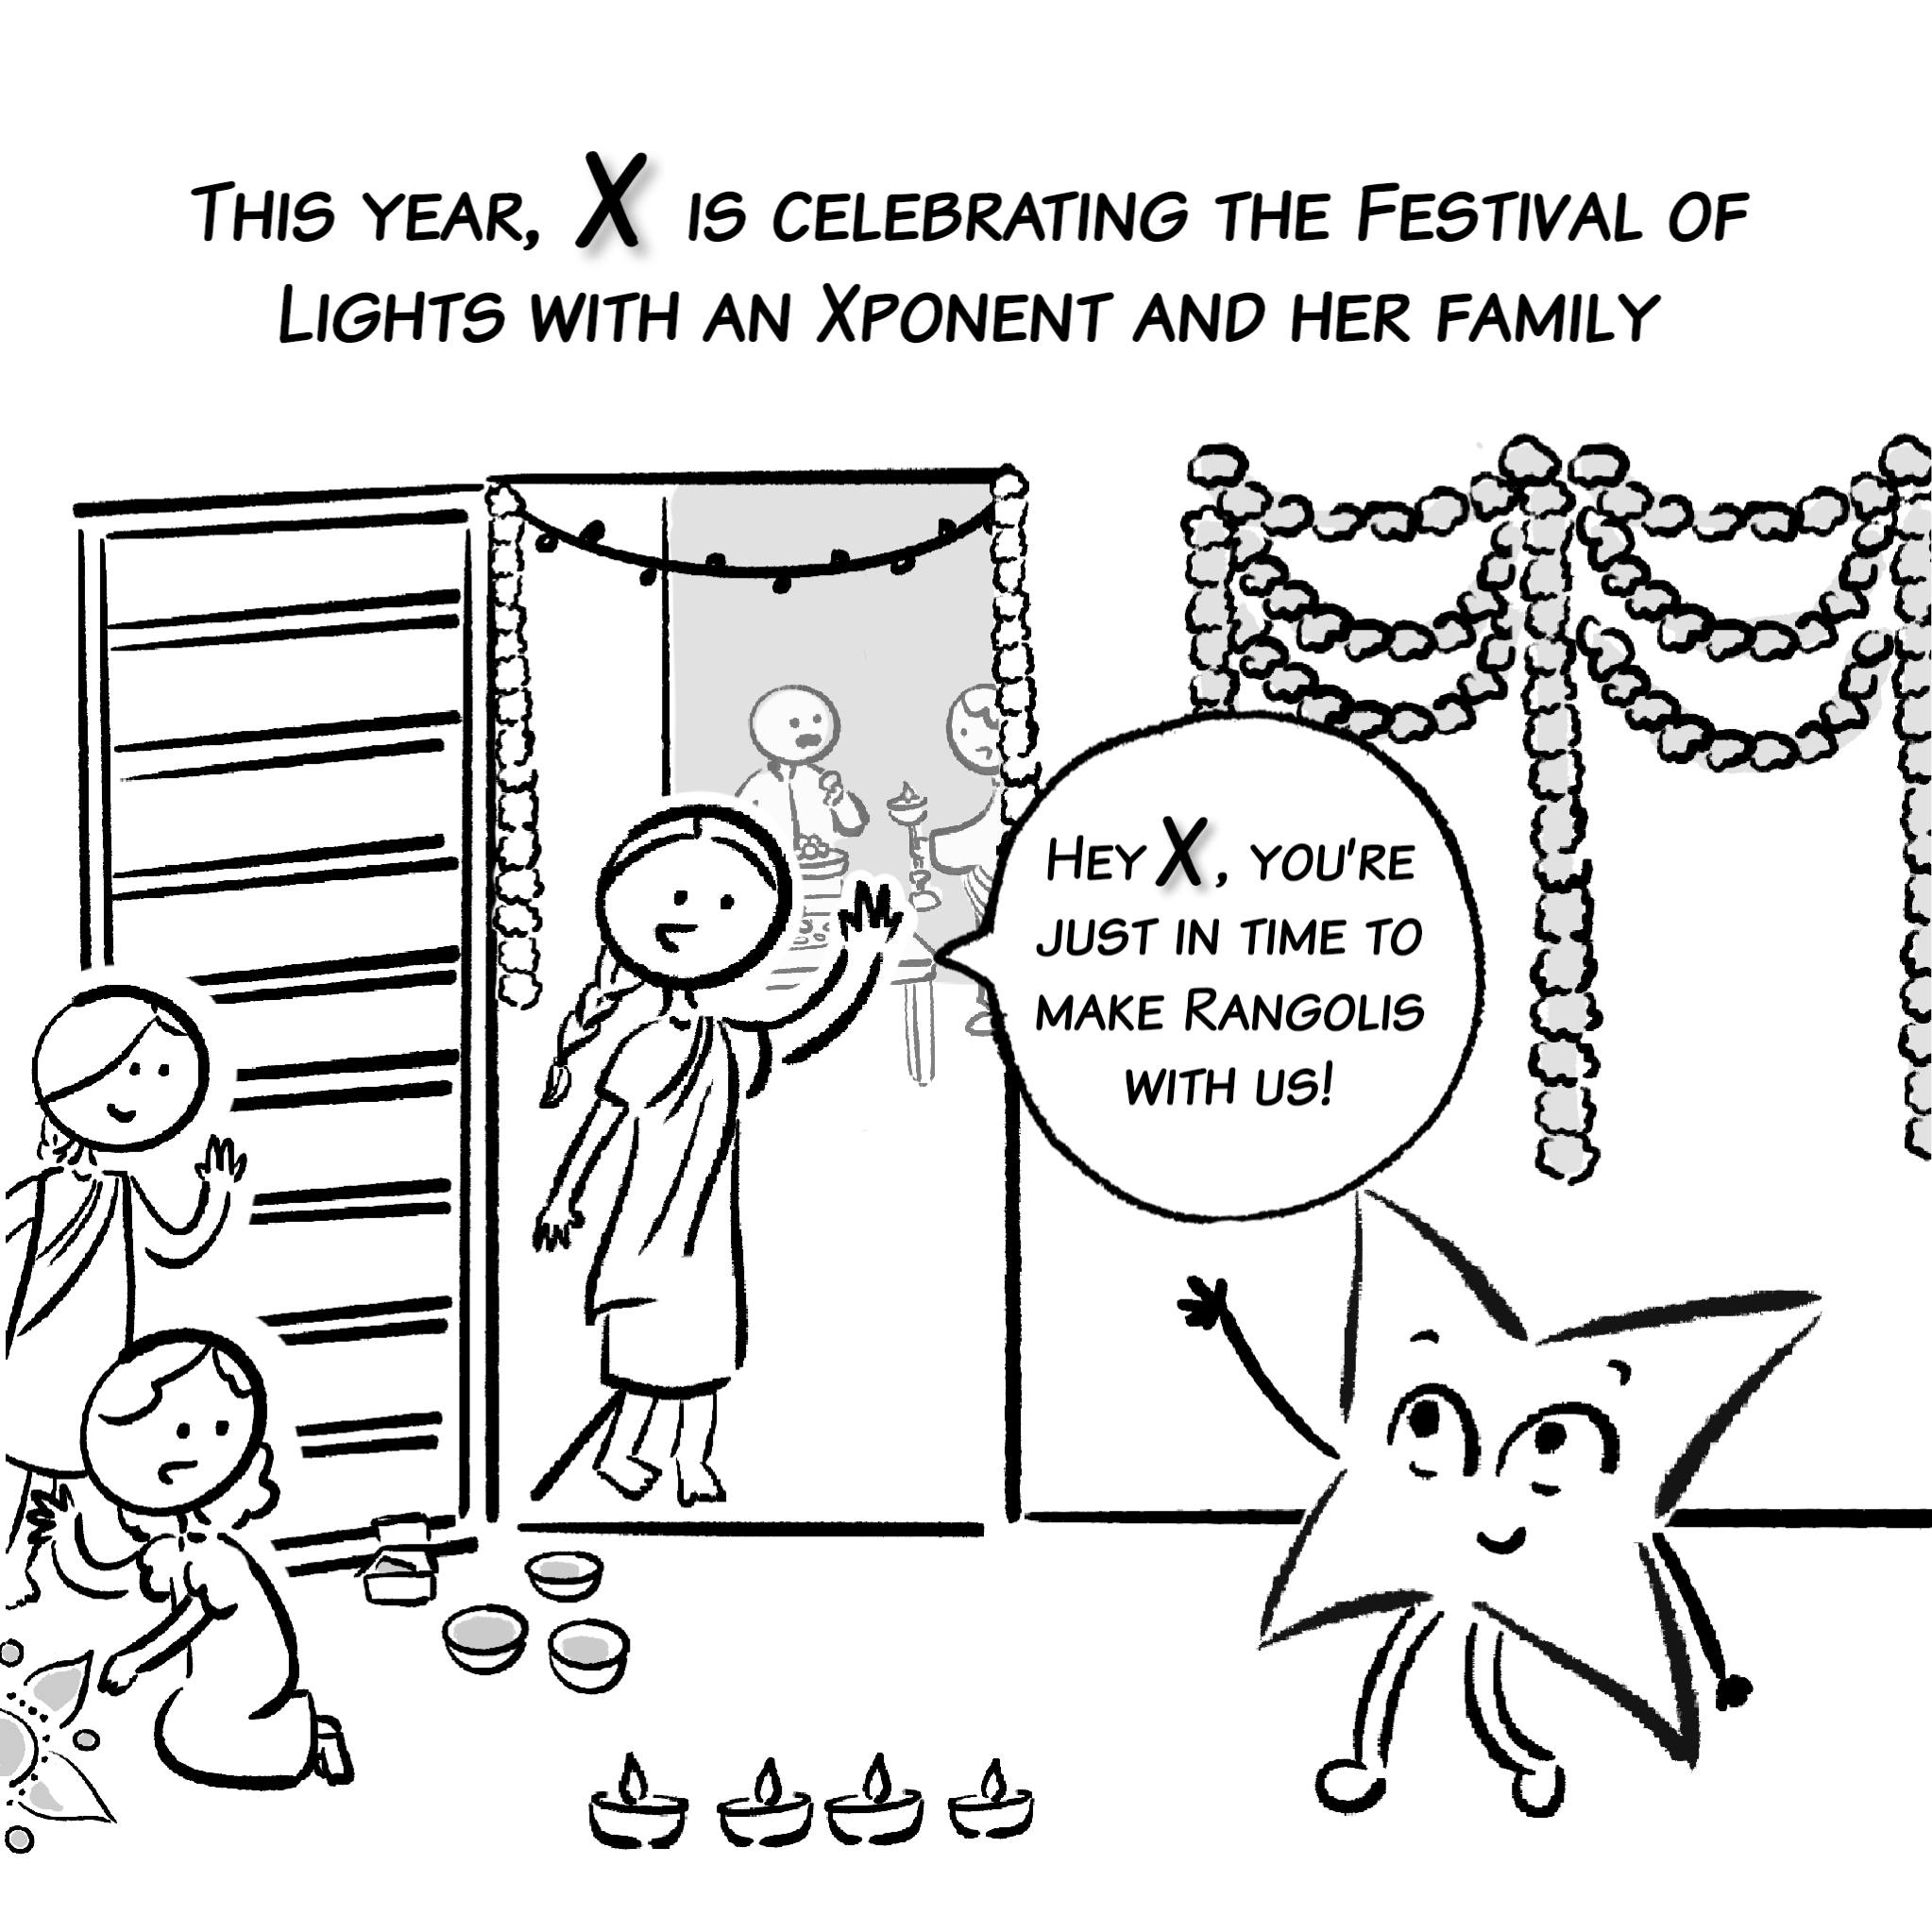 This year, X is celebrating the Festival of
Lights with an Xponent and her family
Hey X, you're
just in time to
make Rangolis
with us!